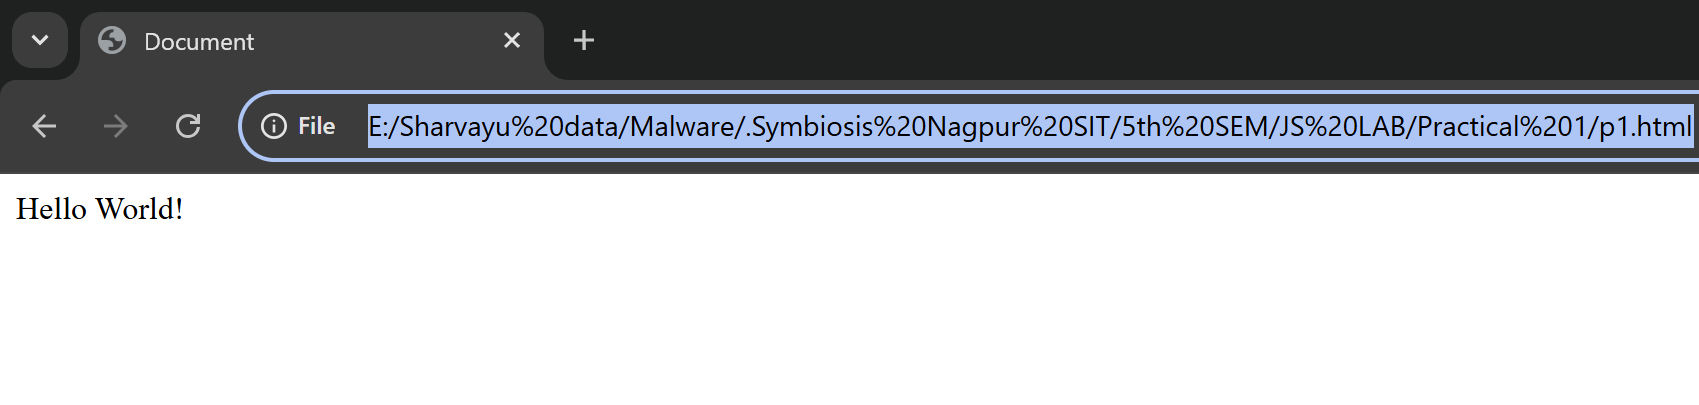 Document
File E:/Sharvayu%20data/Malware/.Symbiosis%20Nagpur%20SIT/5th%20SEM/JS%20LAB/Practical%201/p1.html
Hello World!